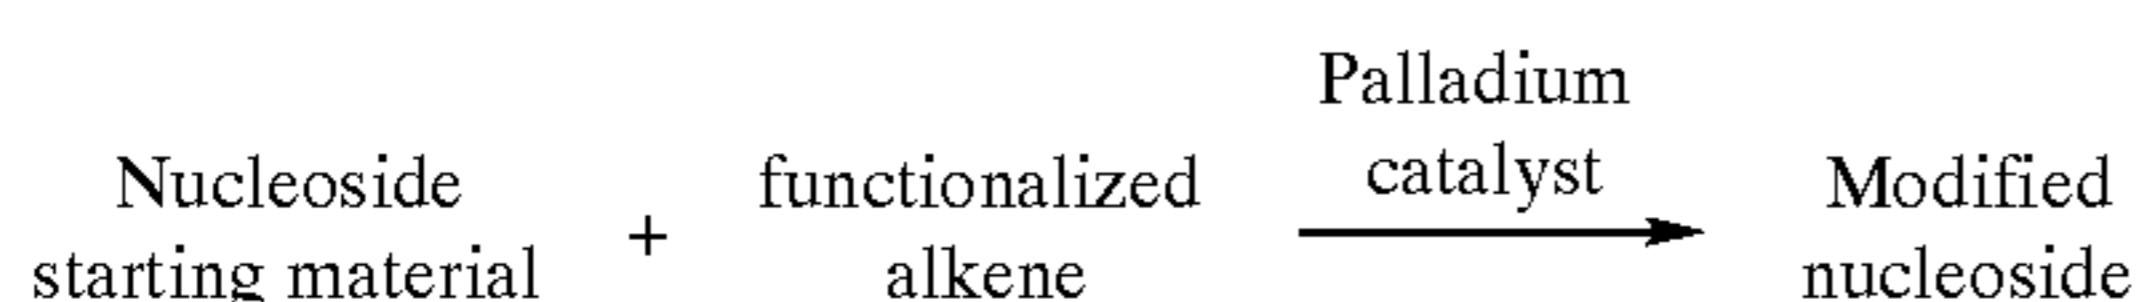 Palladium
catalyst
Nucleoside
starting material
+
functionalized
alkene
Modified
nucleoside